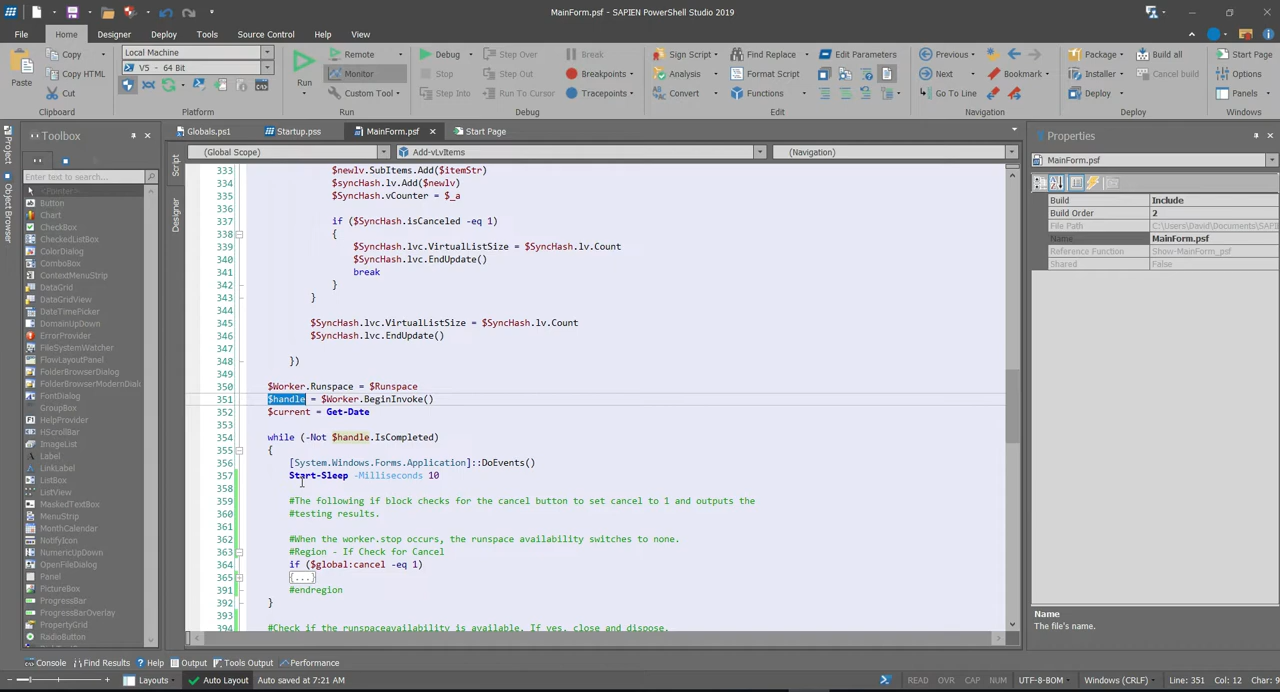 MainForm.psf - SAPIEN PowerShell Studio 2019
File Home Designer Deploy Tools Source Control Help View
Paste Copy Copy HTML Cut Clipboard
Local Machine
V5 - 64 Bit
Platform
Run Remote Monitor Custom Tool Run
Debug Stop Step Into Step Over Step Out Run To Cursor Break Breakpoints Tracepoints Debug
Sign Script Analysis Convert Find Replace Format Script Functions Edit Parameters Edit
Previous Next Go To Line Bookmark Navigation
Package Installer Deploy Build all Cancel build Deploy
Start Page Options Panels Windows
Project
Object Browser
Toolbox
Enter text to search...
<Pointer>
Button
Chart
CheckBox
CheckedListBox
ColorDialog
ComboBox
ContextMenuStrip
DataGrid
DataGridView
DateTimePicker
DomainUpDown
ErrorProvider
FileSystemWatcher
FlowLayoutPanel
FolderBrowserDialog
FolderBrowserModernDialo
FontDialog
GroupBox
HelpProvider
HScrollBar
ImageList
Label
LinkLabel
ListBox
ListView
MaskedTextBox
MenuStrip
MonthCalendar
NotifyIcon
NumericUpDown
OpenFileDialog
Panel
PictureBox
ProgressBar
ProgressBarOverlay
PropertyGrid
RadioButton
Globals.ps1 Startup.pss MainForm.psf Start Page
Script
Designer
(Global Scope) Add-vLvItems (Navigation)
333 $newlv.SubItems.Add($itemStr)
334 $syncHash.lv.Add($newlv)
335 $syncHash.vCounter = $_a
336
337 if ($SyncHash.isCanceled -eq 1)
338 {
339 $SyncHash.lvc.VirtualListSize = $SyncHash.lv.Count
340 $SyncHash.lvc.EndUpdate()
341 break
342 }
343 }
344
345 $SyncHash.lvc.VirtualListSize = $SyncHash.lv.Count
346 $SyncHash.lvc.EndUpdate()
347
348 })
349
350 $Worker.Runspace = $Runspace
351 $handle = $Worker.BeginInvoke()
352 $current = Get-Date
353
354 while (-Not $handle.IsCompleted)
355 {
356 [System.Windows.Forms.Application]::DoEvents()
357 Start-Sleep -Milliseconds 10
358
359 #The following if block checks for the cancel button to set cancel to 1 and outputs the
360 #testing results.
361
362 #When the worker.stop occurs, the runspace availability switches to none.
363 #Region - If Check for Cancel
364 if ($global:cancel -eq 1)
365 {...}
391 #endregion
392 }
393
394 #Check if the runspaceavailability is available. If yes, close and dispose.
Properties
MainForm.psf
Build Include
Build Order 2
File Path C:\Users\David\Documents\SAPI
Name MainForm.psf
Reference Function Show-MainForm_psf
Shared False
Name
The file's name.
Console Find Results Help Output Tools Output Performance
Layouts Auto Layout Auto saved at 7:21 AM
READ OVR CAP NUM UTF-8-BOM Windows (CRLF) Line: 351 Col: 12 Char: 9